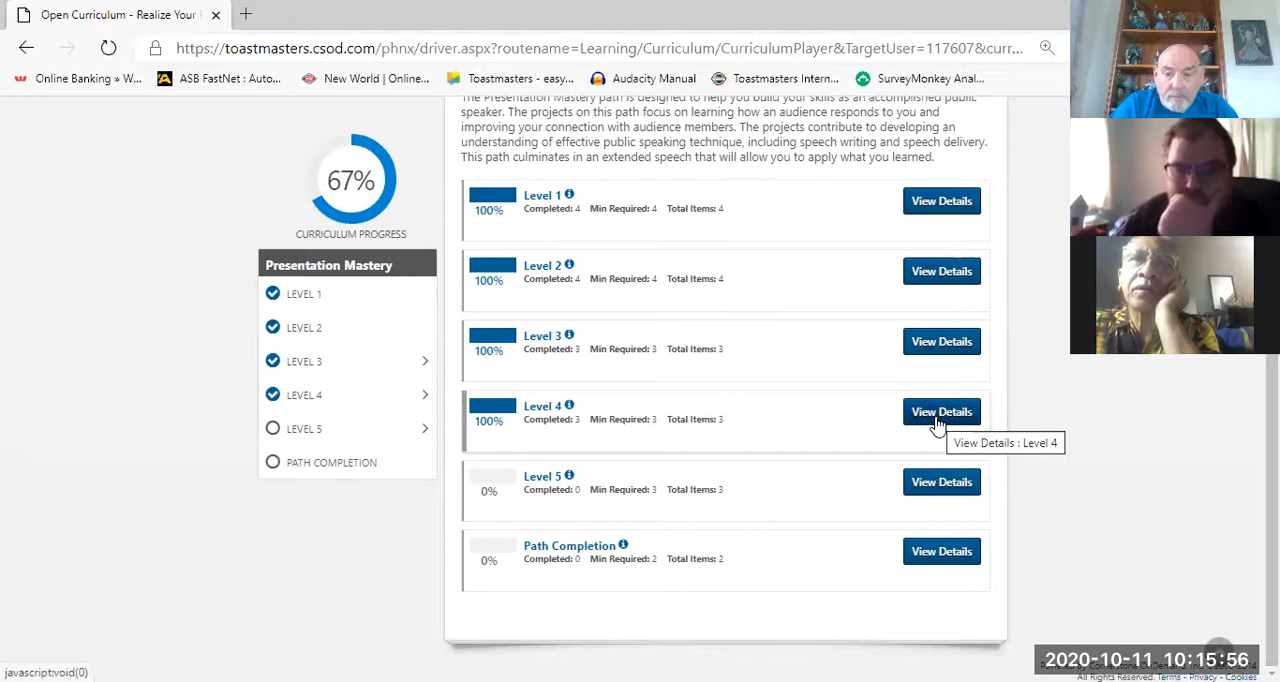 Open Curriculum - Realize Your
https://toastmasters.csod.com/phnx/driver.aspx?routename=Learning/Curriculum/CurriculumPlayer&TargetUser=117607&curr...
Online Banking » W...
ASB FastNet : Auto...
New World | Online...
Toastmasters - easy...
Audacity Manual
Toastmasters Intern...
SurveyMonkey Anal...
The Presentation Mastery path is designed to help you build your skills as an accomplished public
speaker. The projects on this path focus on learning how an audience responds to you and
improving your connection with audience members. The projects contribute to developing an
understanding of effective public speaking technique, including speech writing and speech delivery.
This path culminates in an extended speech that will allow you to apply what you learned.
67%
CURRICULUM PROGRESS
Presentation Mastery
LEVEL 1
LEVEL 2
LEVEL 3
LEVEL 4
LEVEL 5
PATH COMPLETION
Level 1
100% Completed: 4 Min Required: 4 Total Items: 4
View Details
Level 2
100% Completed: 4 Min Required: 4 Total Items: 4
View Details
Level 3
100% Completed: 3 Min Required: 3 Total Items: 3
View Details
Level 4
100% Completed: 3 Min Required: 3 Total Items: 3
View Details
View Details : Level 4
Level 5
0% Completed: 0 Min Required: 3 Total Items: 3
View Details
Path Completion
0% Completed: 0 Min Required: 2 Total Items: 2
View Details
javascript:void(0)
2020-10-11 10:15:56
All Rights Reserved. Terms - Privacy - Cookies